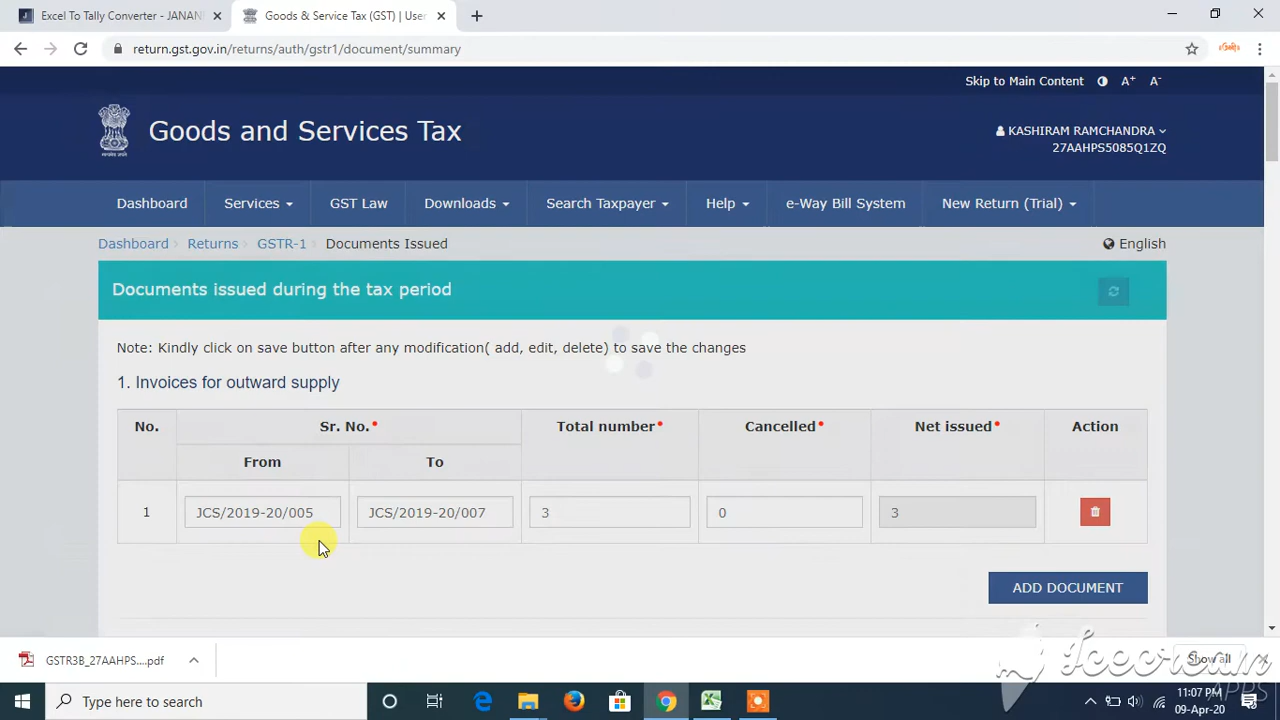 Excel To Tally Converter - JANAN
Goods & Service Tax (GST) | User
return.gst.gov.in/returns/auth/gstr1/document/summary
Skip to Main Content A+ A-
Goods and Services Tax
KASHIRAM RAMCHANDRA
27AAHPS5085Q1ZQ
Dashboard Services GST Law Downloads Search Taxpayer Help e-Way Bill System New Return (Trial)
Dashboard Returns GSTR-1 Documents Issued English
Documents issued during the tax period
Note: Kindly click on save button after any modification( add, edit, delete) to save the changes
1. Invoices for outward supply
No. Sr. No.• Total number• Cancelled• Net issued• Action
From To
1 JCS/2019-20/005 JCS/2019-20/007 3 0 3
ADD DOCUMENT
GSTR3B_27AAHPS....pdf
Show all
Icecream
APPS
Type here to search
11:07 PM
09-Apr-20